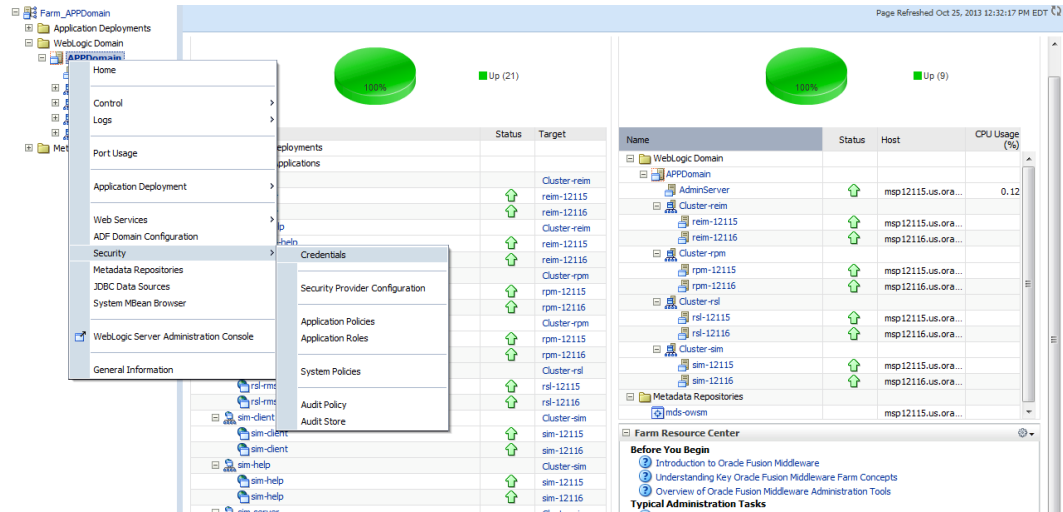 Farm_APPDomain
Page Refreshed Oct 25, 2013 12:32:17 PM EDT
Application Deployments
WebLogic Domain
APPDomain
Home
Control
Logs
Port Usage
Application Deployment
Web Services
ADF Domain Configuration
Security
Metadata Repositories
JDBC Data Sources
System MBean Browser
WebLogic Server Administration Console
General Information
Credentials
Security Provider Configuration
Application Policies
Application Roles
System Policies
Audit Policy
Audit Store
100%
Up (21)
Status Target
Cluster-reim
reim-12115
reim-12116
Cluster-reim
reim-12115
reim-12116
Cluster-rpm
rpm-12115
rpm-12116
Cluster-rpm
rpm-12115
rpm-12116
Cluster-rsl
rsl-12115
rsl-12116
sim-client Cluster-sim
sim-client sim-12115
sim-client sim-12116
sim-help Cluster-sim
sim-help sim-12115
sim-help sim-12116
100%
Up (9)
Name Status Host CPU Usage (%)
WebLogic Domain
APPDomain
AdminServer msp12115.us.ora... 0.12
Cluster-reim
reim-12115 msp12115.us.ora...
reim-12116 msp12116.us.ora...
Cluster-rpm
rpm-12115 msp12115.us.ora...
rpm-12116 msp12116.us.ora...
Cluster-rsl
rsl-12115 msp12115.us.ora...
rsl-12116 msp12116.us.ora...
Cluster-sim
sim-12115 msp12115.us.ora...
sim-12116 msp12116.us.ora...
Metadata Repositories
mds-owsm msp12115.us.ora...
Farm Resource Center
Before You Begin
Introduction to Oracle Fusion Middleware
Understanding Key Oracle Fusion Middleware Farm Concepts
Overview of Oracle Fusion Middleware Administration Tools
Typical Administration Tasks